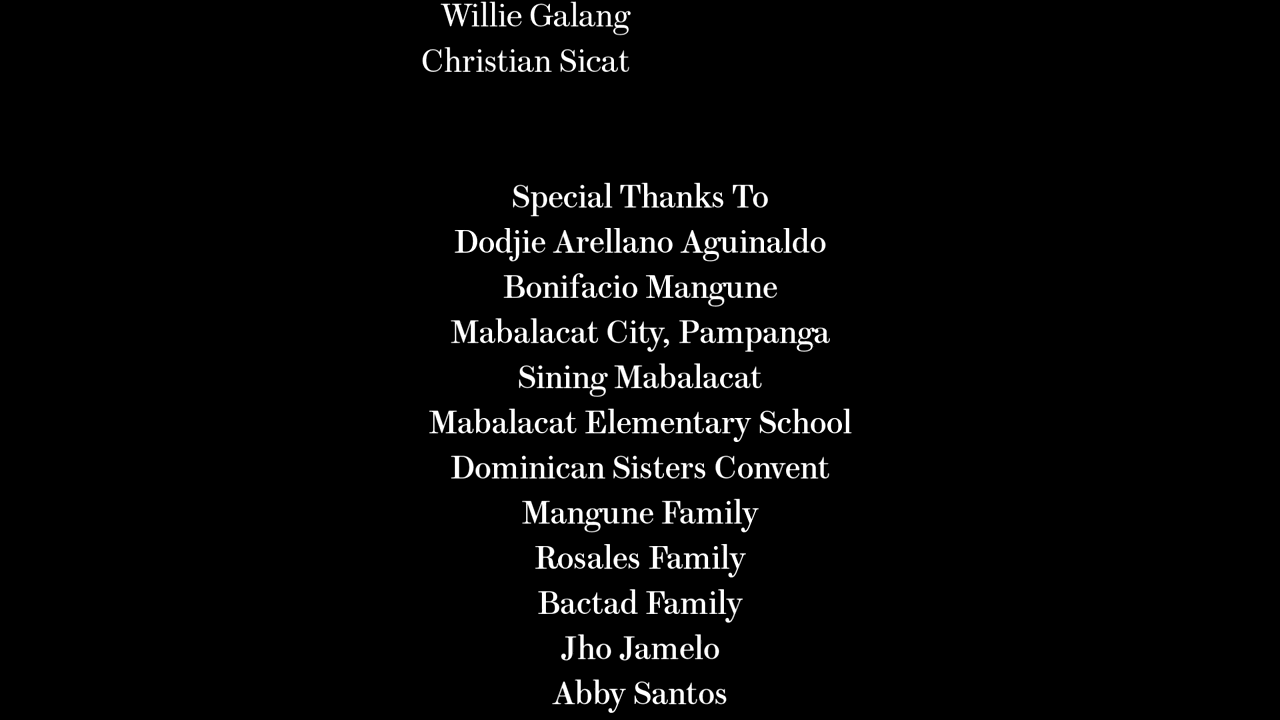 Willie Galang
Christian Sicat
Special Thanks To
Dodjie Arellano Aguinaldo
Bonifacio Mangune
Mabalacat City, Pampanga
Sining Mabalacat
Mabalacat Elementary School
Dominican Sisters Convent
Mangune Family
Rosales Family
Bactad Family
Jho Jamelo
Abby Santos